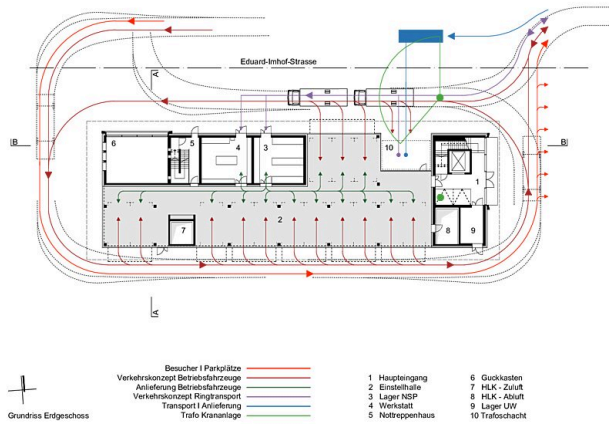 Eduard-Imhof-Strasse
A
B
B
6
5
4
3
10
1
2
7
8
9
A
Besucher I Parkplätze
Verkehrskonzept Betriebsfahrzeuge
Anlieferung Betriebsfahrzeuge
Verkehrskonzept Ringtransport
Transport I Anlieferung
Trafo Krananlage
1 Haupteingang
2 Einstellhalle
3 Lager NSP
4 Werkstatt
5 Nottreppenhaus
6 Guckkasten
7 HLK - Zuluft
8 HLK - Abluft
9 Lager UW
10 Trafoschacht
Grundriss Erdgeschoss